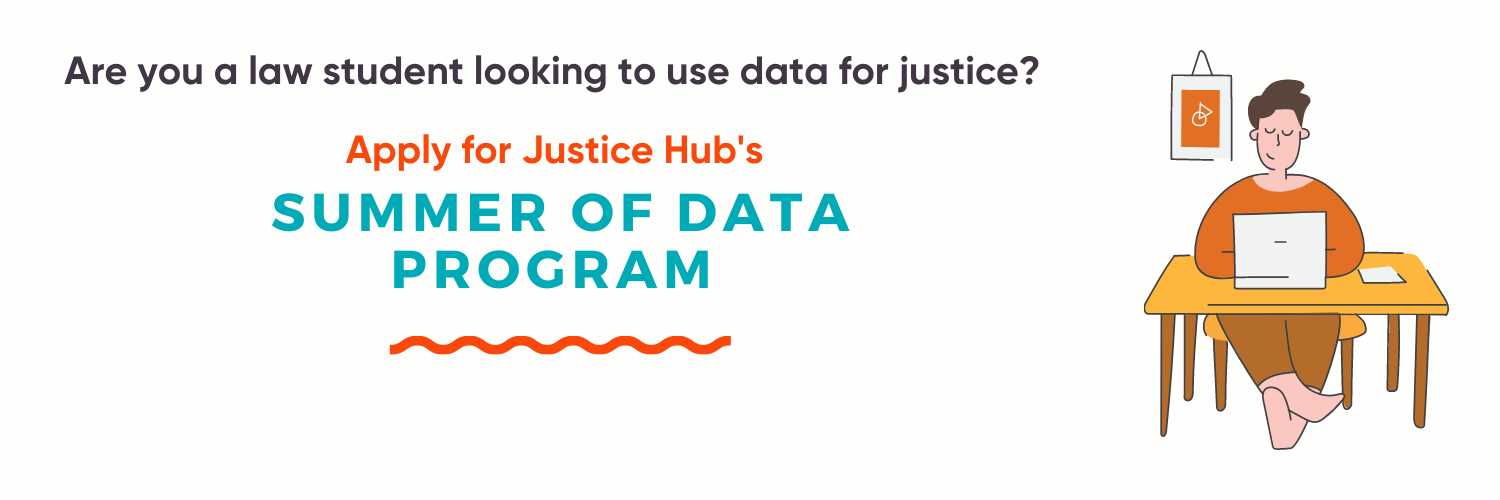 Are you a law student looking to use data for justice?
Apply for Justice Hub's
SUMMER OF DATA
PROGRAM